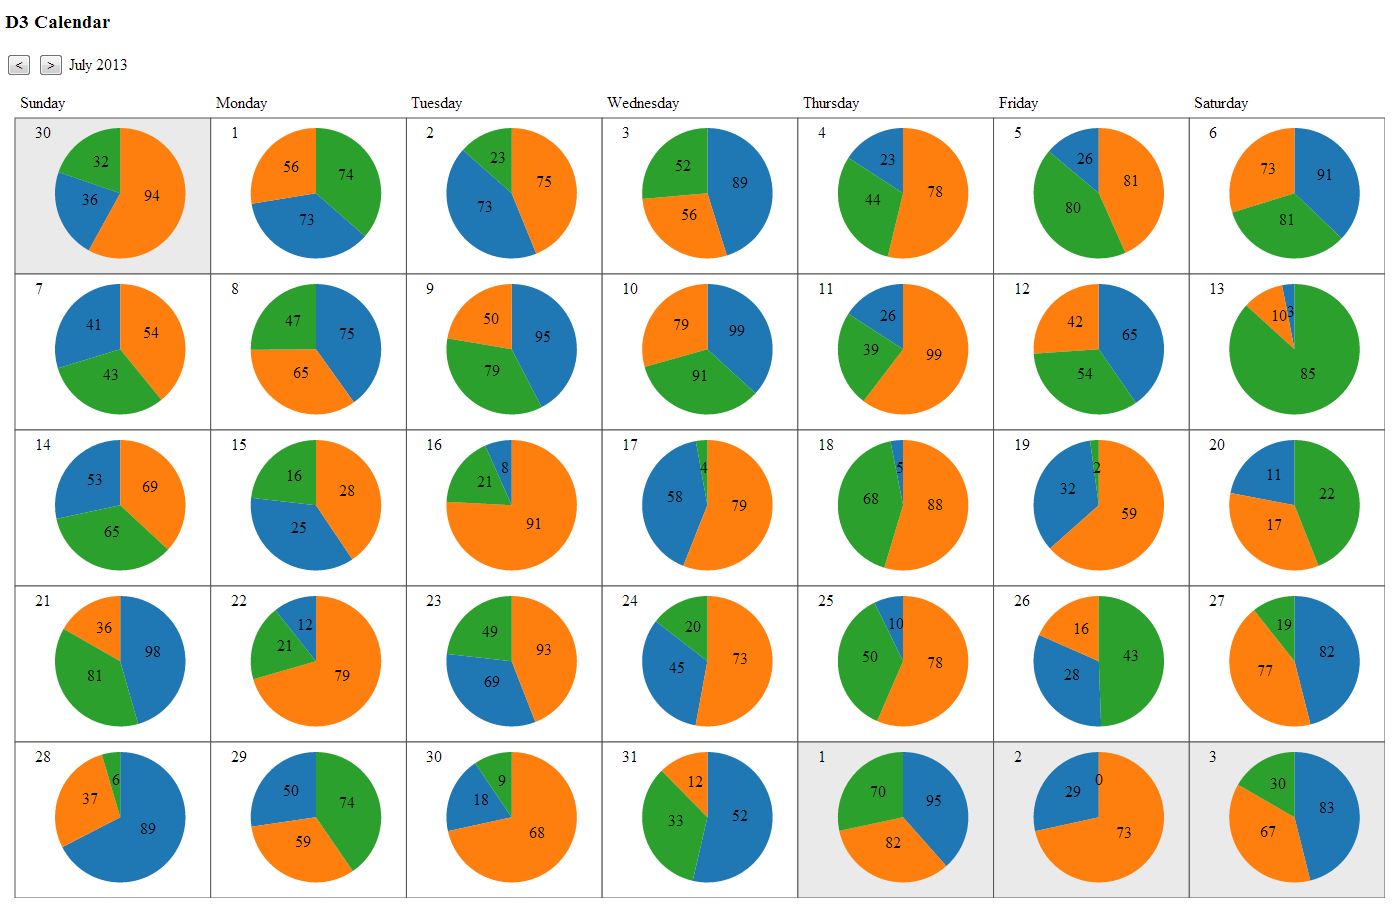 D3 Calendar
< > July 2013
Sunday Monday Tuesday Wednesday Thursday Friday Saturday
30 1 2 3 4 5 6
32 94 36
56 74 73
23 75 73
52 89 56
23 78 44
26 81 80
73 91 81
7 8 9 10 11 12 13
41 54 43
47 75 65
50 95 79
79 99 91
26 99 39
42 65 54
10 3 85
14 15 16 17 18 19 20
53 69 65
16 28 25
21 8 91
4 58 79
5 68 88
2 32 59
11 22 17
21 22 23 24 25 26 27
36 98 81
12 21 79
49 93 69
20 73 45
10 50 78
16 43 28
19 82 77
28 29 30 31 1 2 3
6 37 89
50 74 59
9 18 68
12 52 33
70 95 82
0 29 73
30 83 67